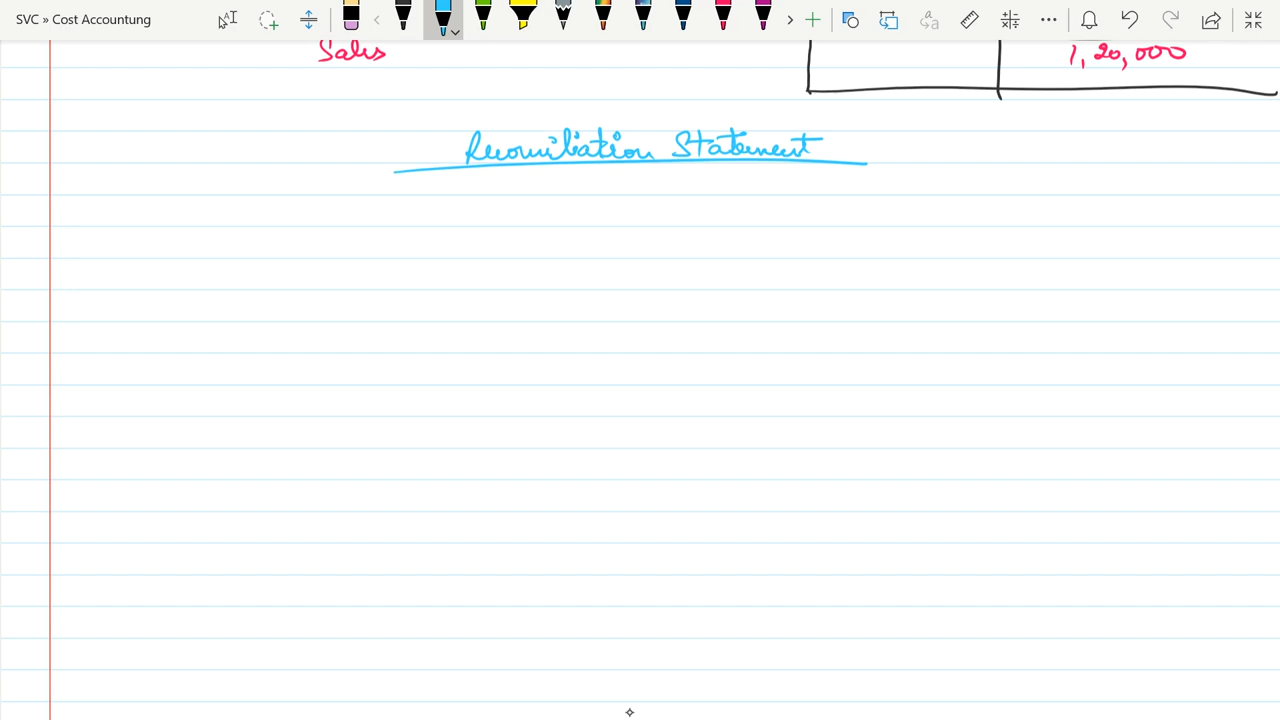 SVC » Cost Accountung
Sales 1,20,000
Reconciliation Statement